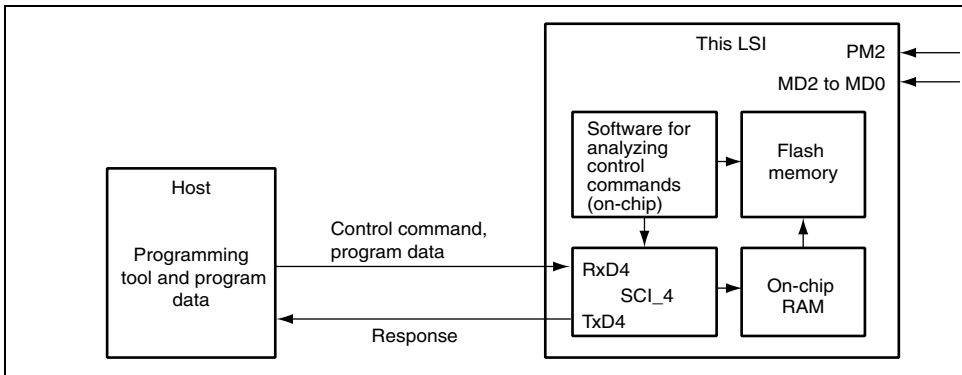 This LSI
PM2
MD2 to MD0
Software for
analyzing
control
commands
(on-chip)
Flash
memory
Host
Programming
tool and program
data
Control command,
program data
Response
RxD4
SCI_4
TxD4
On-chip
RAM